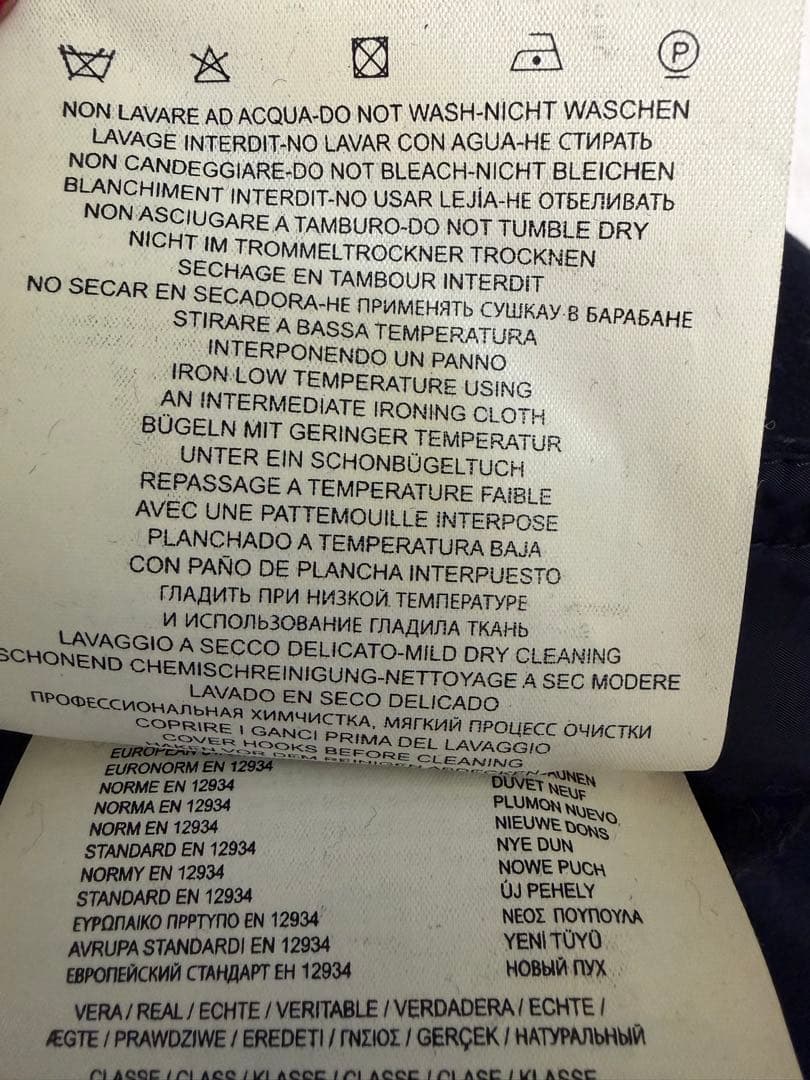 P
NON LAVARE AD ACQUA-DO NOT WASH-NICHT WASCHEN
LAVAGE INTERDIT-NO LAVAR CON AGUA-НЕ СТИРАТЬ
NON CANDEGGIARE-DO NOT BLEACH-NICHT BLEICHEN
BLANCHIMENT INTERDIT-NO USAR LEJÍA-НЕ ОТБЕЛИВАТЬ
NON ASCIUGARE A TAMBURO-DO NOT TUMBLE DRY
NICHT IM TROMMELTROCKNER TROCKNEN
SECHAGE EN TAMBOUR INTERDIT
NO SECAR EN SECADORA-НЕ ПРИМЕНЯТЬ СУШКАУ В БАРАБАНЕ
STIRARE A BASSA TEMPERATURA
INTERPONENDO UN PANNO
IRON LOW TEMPERATURE USING
AN INTERMEDIATE IRONING CLOTH
BÜGELN MIT GERINGER TEMPERATUR
UNTER EIN SCHONBÜGELTUCH
REPASSAGE A TEMPERATURE FAIBLE
AVEC UNE PATTEMOUILLE INTERPOSE
PLANCHADO A TEMPERATURA BAJA
CON PAÑO DE PLANCHA INTERPUESTO
ГЛАДИТЬ ПРИ НИЗКОЙ ТЕМПЕРАТУРЕ
И ИСПОЛЬЗОВАНИЕ ГЛАДИЛА ТКАНЬ
LAVAGGIO A SECCO DELICATO-MILD DRY CLEANING
SCHONEND CHEMISCHREINIGUNG-NETTOYAGE A SEC MODERE
LAVADO EN SECO DELICADO
ПРОФЕССИОНАЛЬНАЯ ХИМЧИСТКА, МЯГКИЙ ПРОЦЕСС ОЧИСТКИ
COPRIRE I GANCI PRIMA DEL LAVAGGIO
COVER HOOKS BEFORE CLEANING
EURONORM EN 12934
NORME EN 12934 DUVET NEUF
NORMA EN 12934 PLUMON NUEVO
NORM EN 12934 NIEUWE DONS
STANDARD EN 12934 NYE DUN
NORMY EN 12934 NOWE PUCH
STANDARD EN 12934 ÚJ PEHELY
ΕΥΡΩΠΑΙΚΟ ΠΡΡΤΥΠΟ EN 12934 ΝΕΟΣ ΠΟΥΠΟΥΛΑ
AVRUPA STANDARDI EN 12934 YENİ TÜYÜ
ЕВРОПЕЙСКИЙ СТАНДАРТ ЕН 12934 НОВЫЙ ПУХ
VERA / REAL / ECHTE / VERITABLE / VERDADERA / ECHTE /
ÆGTE / PRAWDZIWE / EREDETI / ΓΝΣΙΟΣ / GERÇEK / НАТУРАЛЬНЫЙ
CLASSE / CLASS / KLASSE / CLASSE / CLASE / KLASSE